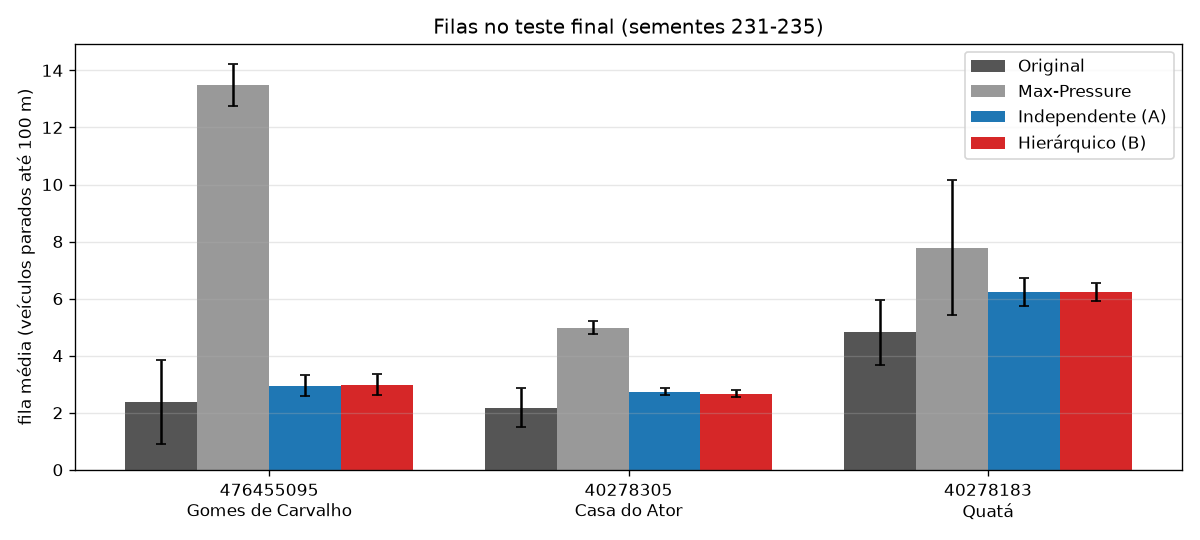 Filas no teste final (sementes 231-235)
fila média (veículos parados até 100 m)
14
12
10
8
6
4
2
0
Original
Max-Pressure
Independente (A)
Hierárquico (B)
476455095
Gomes de Carvalho
40278305
Casa do Ator
40278183
Quatá